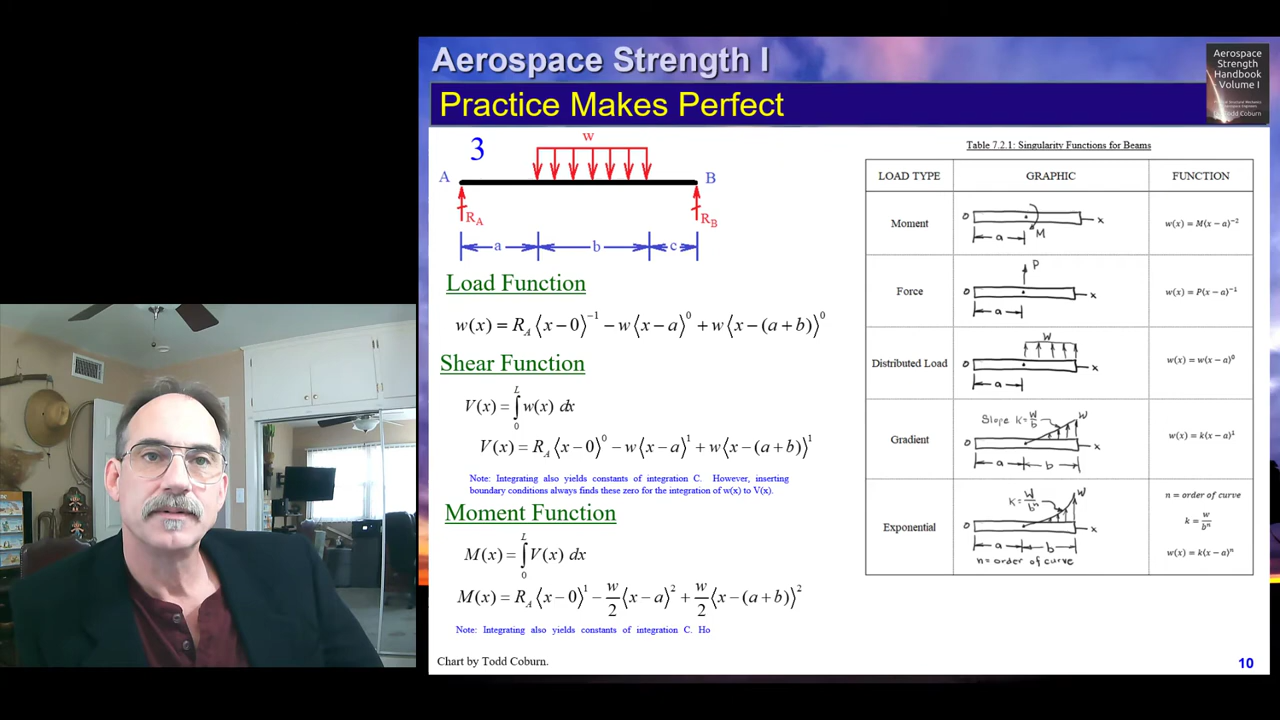 Aerospace Strength I
Practice Makes Perfect
Aerospace
Strength
Handbook
Volume I
3
w
A
B
R_A
R_B
a
b
c
Load Function
w(x) = R_A ⟨x−0⟩^−1 − w⟨x−a⟩^0 + w⟨x−(a+b)⟩^0
Shear Function
V(x) = ∫_0^L w(x) dx
V(x) = R_A ⟨x−0⟩^0 − w⟨x−a⟩^1 + w⟨x−(a+b)⟩^1
Note: Integrating also yields constants of integration C. However, inserting
boundary conditions always finds these zero for the integration of w(x) to V(x).
Moment Function
M(x) = ∫_0^L V(x) dx
M(x) = R_A ⟨x−0⟩^1 − w/2 ⟨x−a⟩^2 + w/2 ⟨x−(a+b)⟩^2
Note: Integrating also yields constants of integration C. Ho
Chart by Todd Coburn.
Table 7.2.1: Singularity Functions for Beams
LOAD TYPE GRAPHIC FUNCTION
Moment
0 x
a M
w(x) = M(x−a)^−2
Force
P
0 x
a
w(x) = P(x−a)^−1
Distributed Load
W
0 x
a
w(x) = w(x−a)^0
Gradient
Slope K = W/b
W
0 x
a b
w(x) = k(x−a)^1
Exponential
K = W/b^n
W
0 x
a b
n = order of curve
n = order of curve
k = w/b^n
w(x) = k(x−a)^n
10